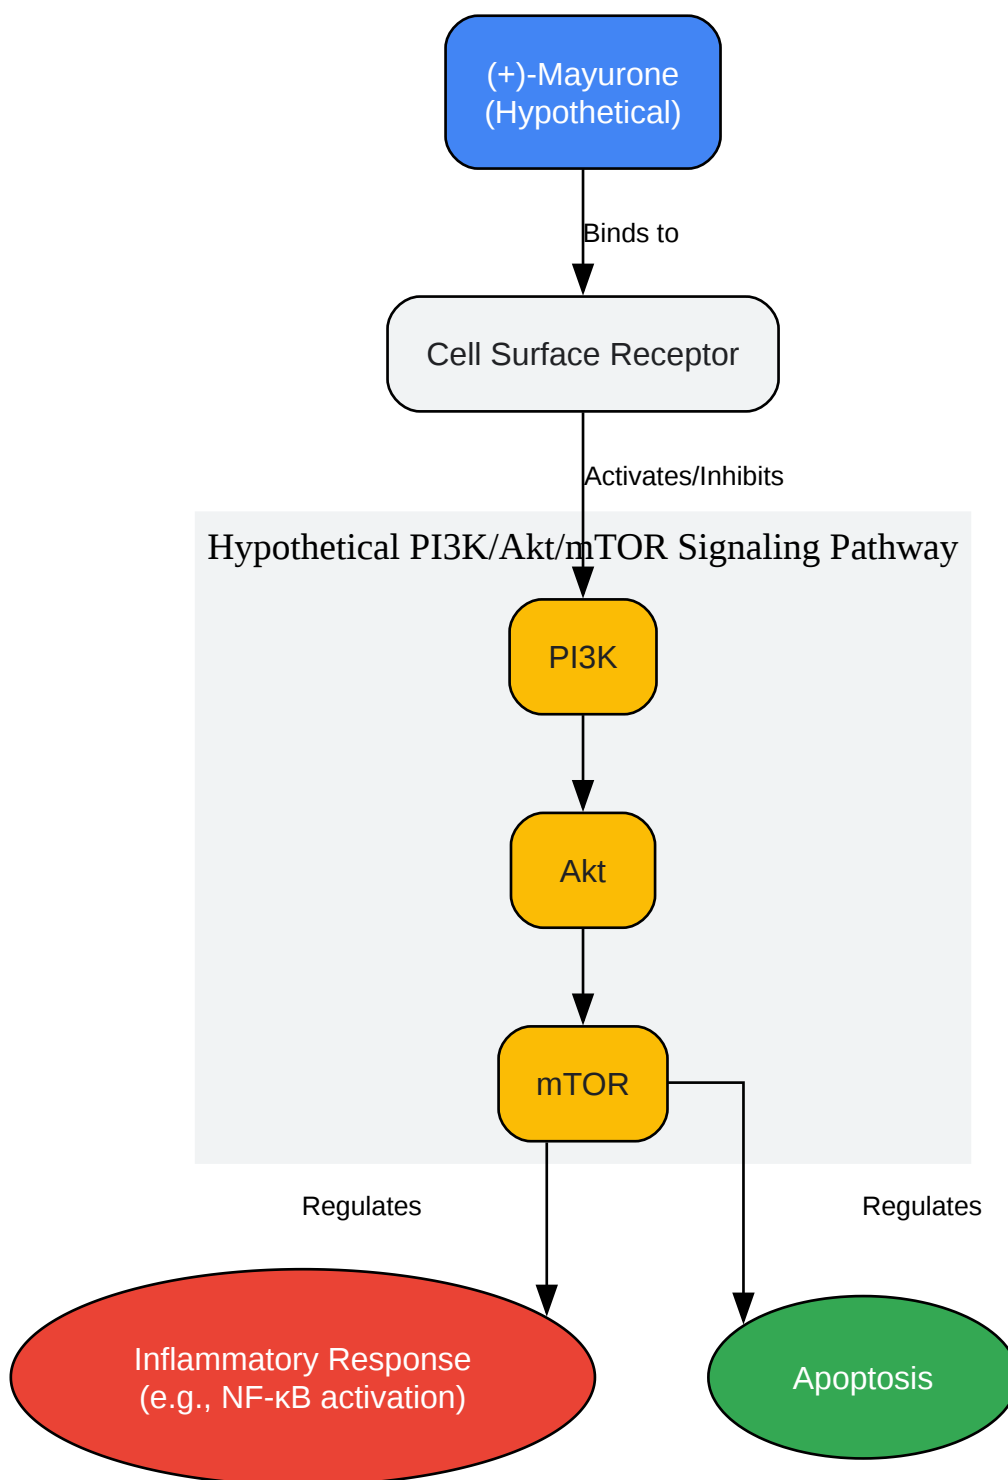 (+)-Mayurone
(Hypothetical)
Binds to
Cell Surface Receptor
Activates/Inhibits
Hypothetical PI3K/Akt/mTOR Signaling Pathway
PI3K
Akt
mTOR
Regulates
Regulates
Inflammatory Response
(e.g., NF-κB activation)
Apoptosis